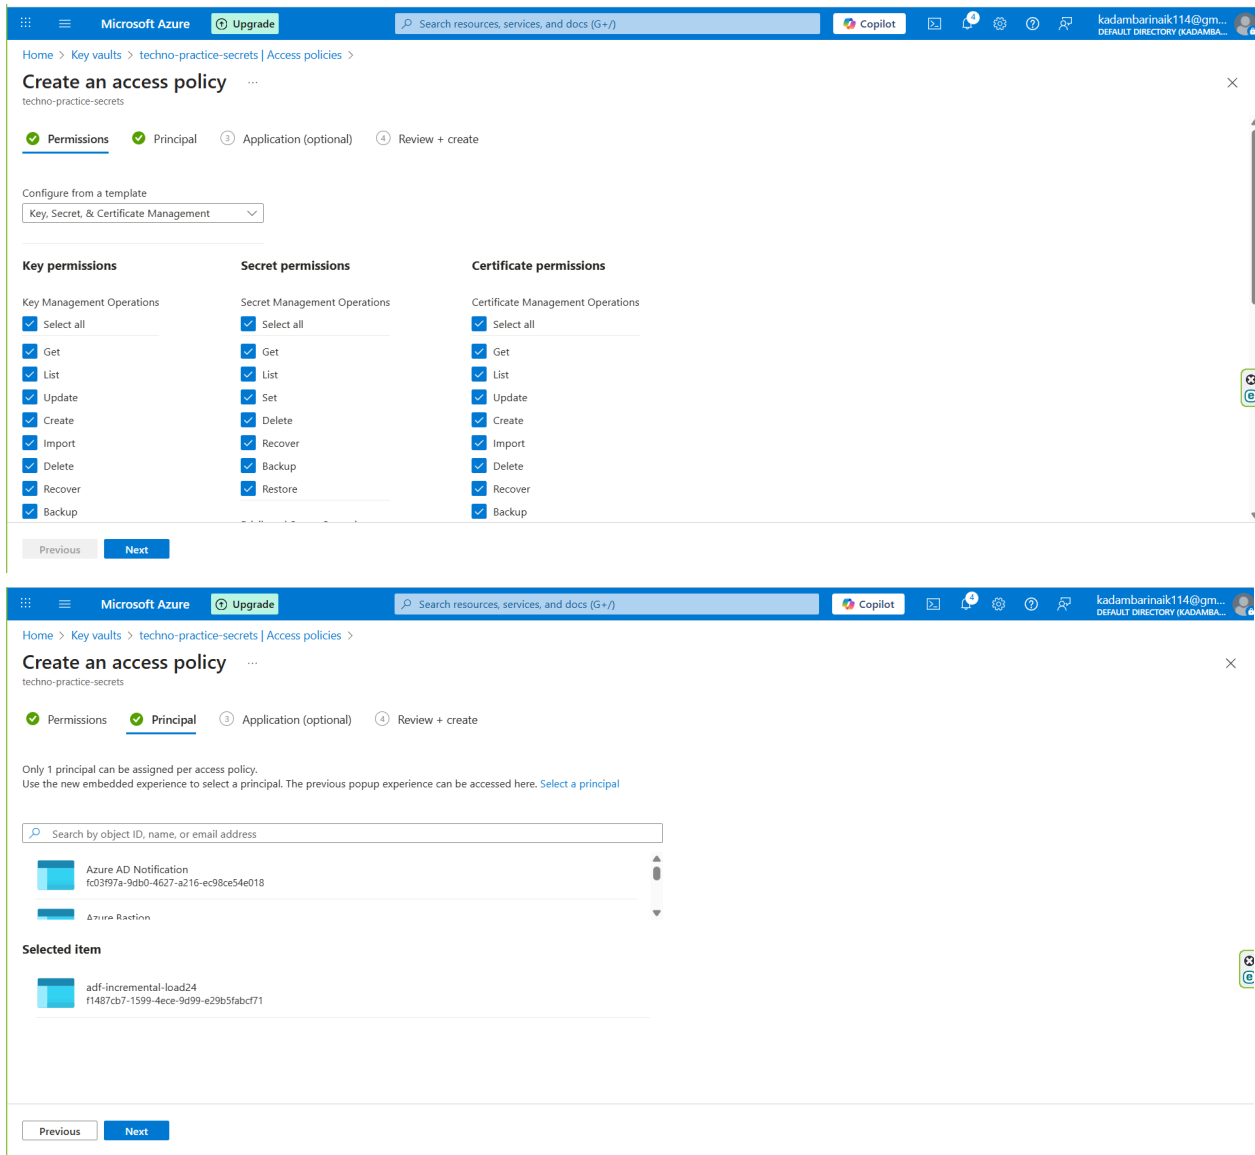 Microsoft Azure
Upgrade
Search resources, services, and docs (G+/)
Copilot
4
kadambarinaik114@gm...
DEFAULT DIRECTORY (KADAMBA...
Home > Key vaults > techno-practice-secrets | Access policies >
Create an access policy ...
techno-practice-secrets
Permissions
Principal
3 Application (optional)
4 Review + create
Configure from a template
Key, Secret, & Certificate Management
Key permissions
Secret permissions
Certificate permissions
Key Management Operations
Secret Management Operations
Certificate Management Operations
Select all
Select all
Select all
Get
Get
Get
List
List
List
Update
Set
Update
Create
Delete
Create
Import
Recover
Import
Delete
Backup
Delete
Recover
Restore
Recover
Backup
Backup
Previous
Next
Microsoft Azure
Upgrade
Search resources, services, and docs (G+/)
Copilot
4
kadambarinaik114@gm...
DEFAULT DIRECTORY (KADAMBA...
Home > Key vaults > techno-practice-secrets | Access policies >
Create an access policy ...
techno-practice-secrets
Permissions
Principal
3 Application (optional)
4 Review + create
Only 1 principal can be assigned per access policy.
Use the new embedded experience to select a principal. The previous popup experience can be accessed here. Select a principal
Search by object ID, name, or email address
Azure AD Notification
fc03f97a-9db0-4627-a216-ec98ce54e018
Azure Bastion
Selected item
adf-incremental-load24
f1487cb7-1599-4ece-9d99-e29b5fabcf71
Previous
Next